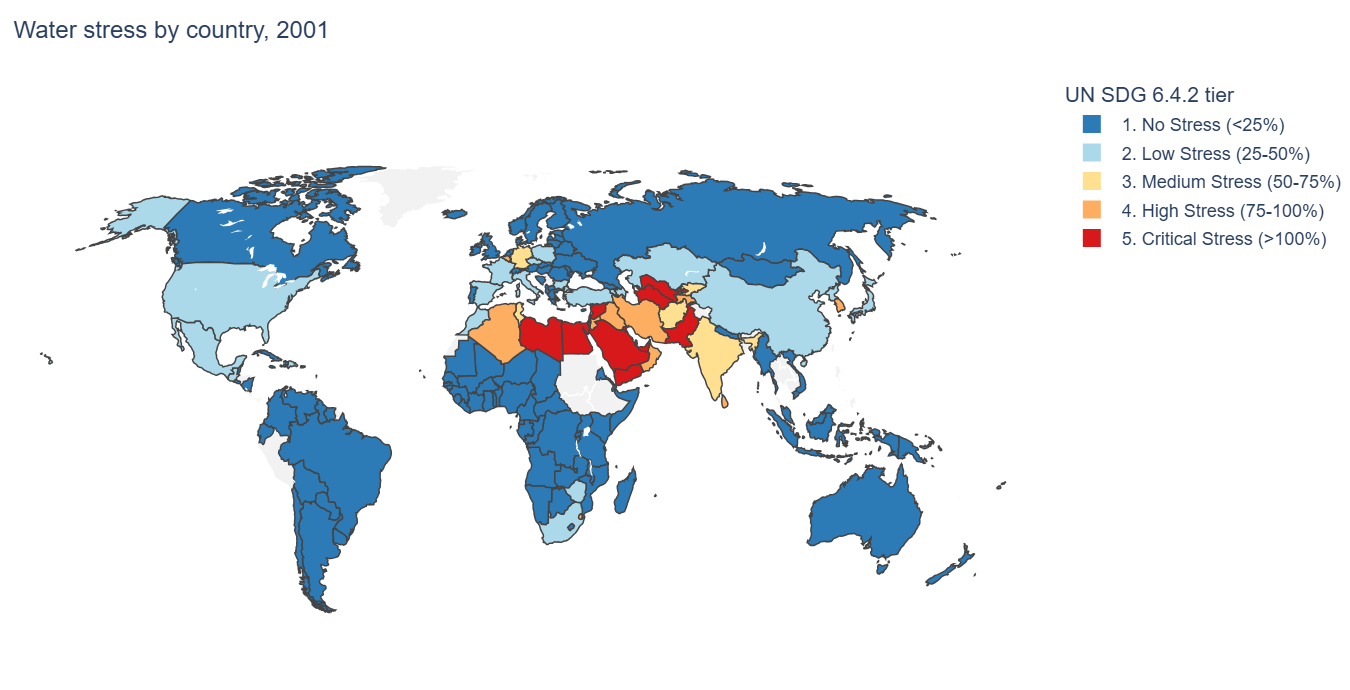 Water stress by country, 2001
UN SDG 6.4.2 tier
1. No Stress (<25%)
2. Low Stress (25-50%)
3. Medium Stress (50-75%)
4. High Stress (75-100%)
5. Critical Stress (>100%)